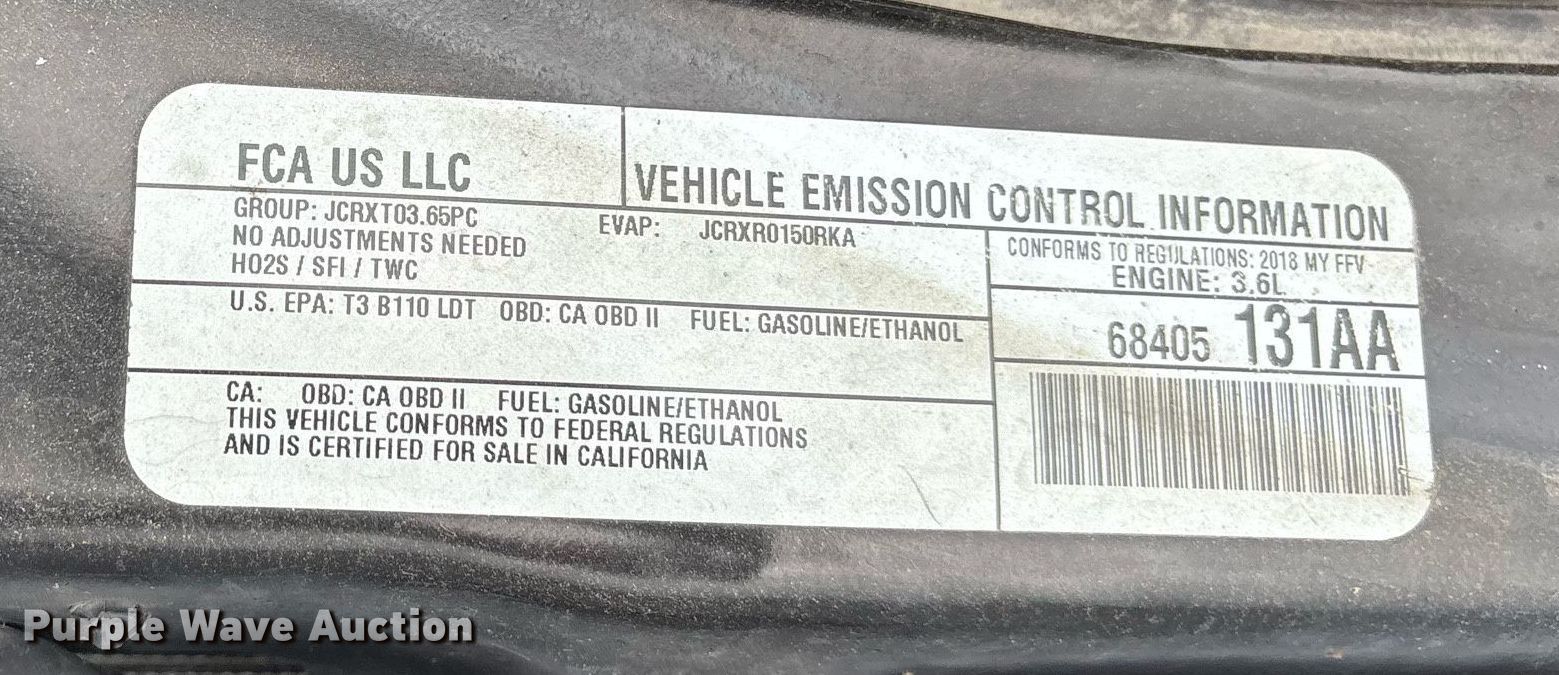 FCA US LLC
VEHICLE EMISSION CONTROL INFORMATION
GROUP: JCRXT03.65PC
EVAP: JCRXR0150RKA
NO ADJUSTMENTS NEEDED
HO2S / SFI / TWC
CONFORMS TO REGULATIONS: 2018 MY FFV
ENGINE: 3.6L
U.S. EPA: T3 B110 LDT OBD: CA OBD II FUEL: GASOLINE/ETHANOL
68405 131AA
CA: OBD: CA OBD II FUEL: GASOLINE/ETHANOL
THIS VEHICLE CONFORMS TO FEDERAL REGULATIONS
AND IS CERTIFIED FOR SALE IN CALIFORNIA
Purple Wave Auction